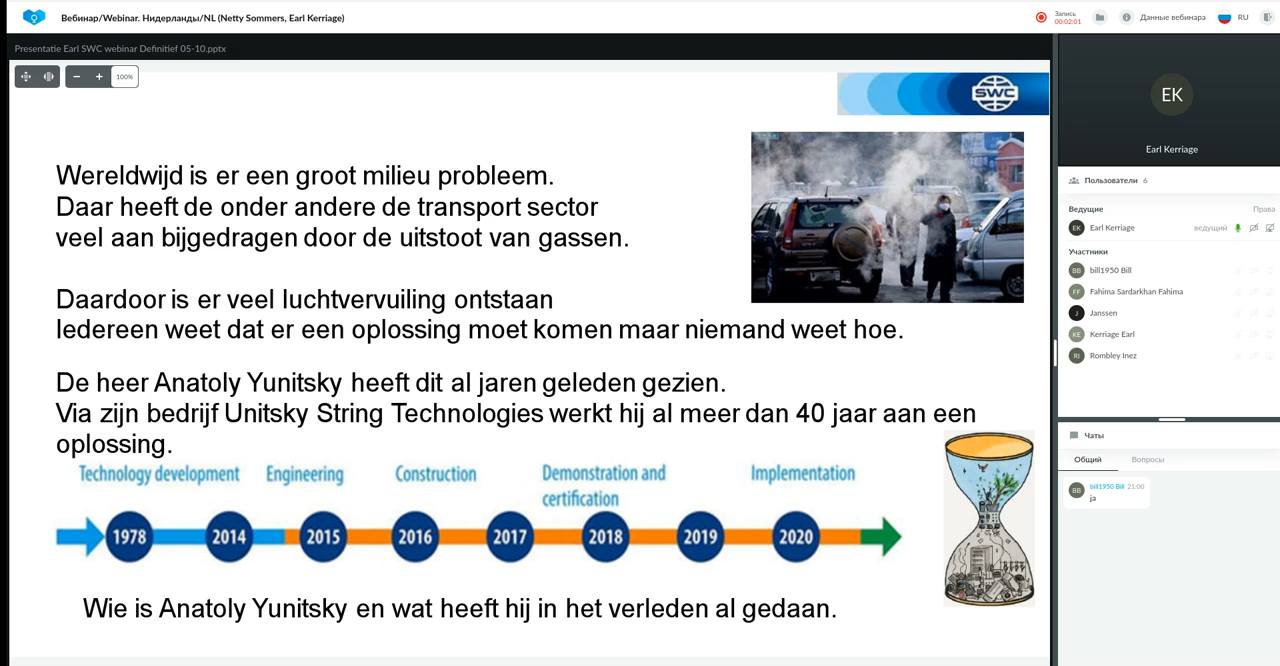 Вебинар/Webinar. Нидерланды/NL (Netty Sommers, Earl Kerriage)
Запись
00:02:01
Данные вебинара
RU
Presentatie Earl SWC webinar Definitief 05-10.pptx
100%
SWC
Wereldwijd is er een groot milieu probleem.
Daar heeft de onder andere de transport sector
veel aan bijgedragen door de uitstoot van gassen.
Daardoor is er veel luchtvervuiling ontstaan
Iedereen weet dat er een oplossing moet komen maar niemand weet hoe.
De heer Anatoly Yunitsky heeft dit al jaren geleden gezien.
Via zijn bedrijf Unitsky String Technologies werkt hij al meer dan 40 jaar aan een
oplossing.
Technology development Engineering Construction Demonstration and Implementation
certification
1978 2014 2015 2016 2017 2018 2019 2020
Wie is Anatoly Yunitsky en wat heeft hij in het verleden al gedaan.
EK
Earl Kerriage
Пользователи 6
Ведущие Права
EK Earl Kerriage ведущий
Участники
BB bill1950 Bill
FF Fahima Sardarkhan Fahima
J Janssen
KE Kerriage Earl
RI Rombley Inez
Чаты
Общий Вопросы
BB bill1950 Bill 21:00
ja